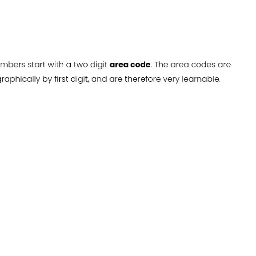 mbers start with a two digit area code. The area codes are
raphically by first digit, and are therefore very learnable.